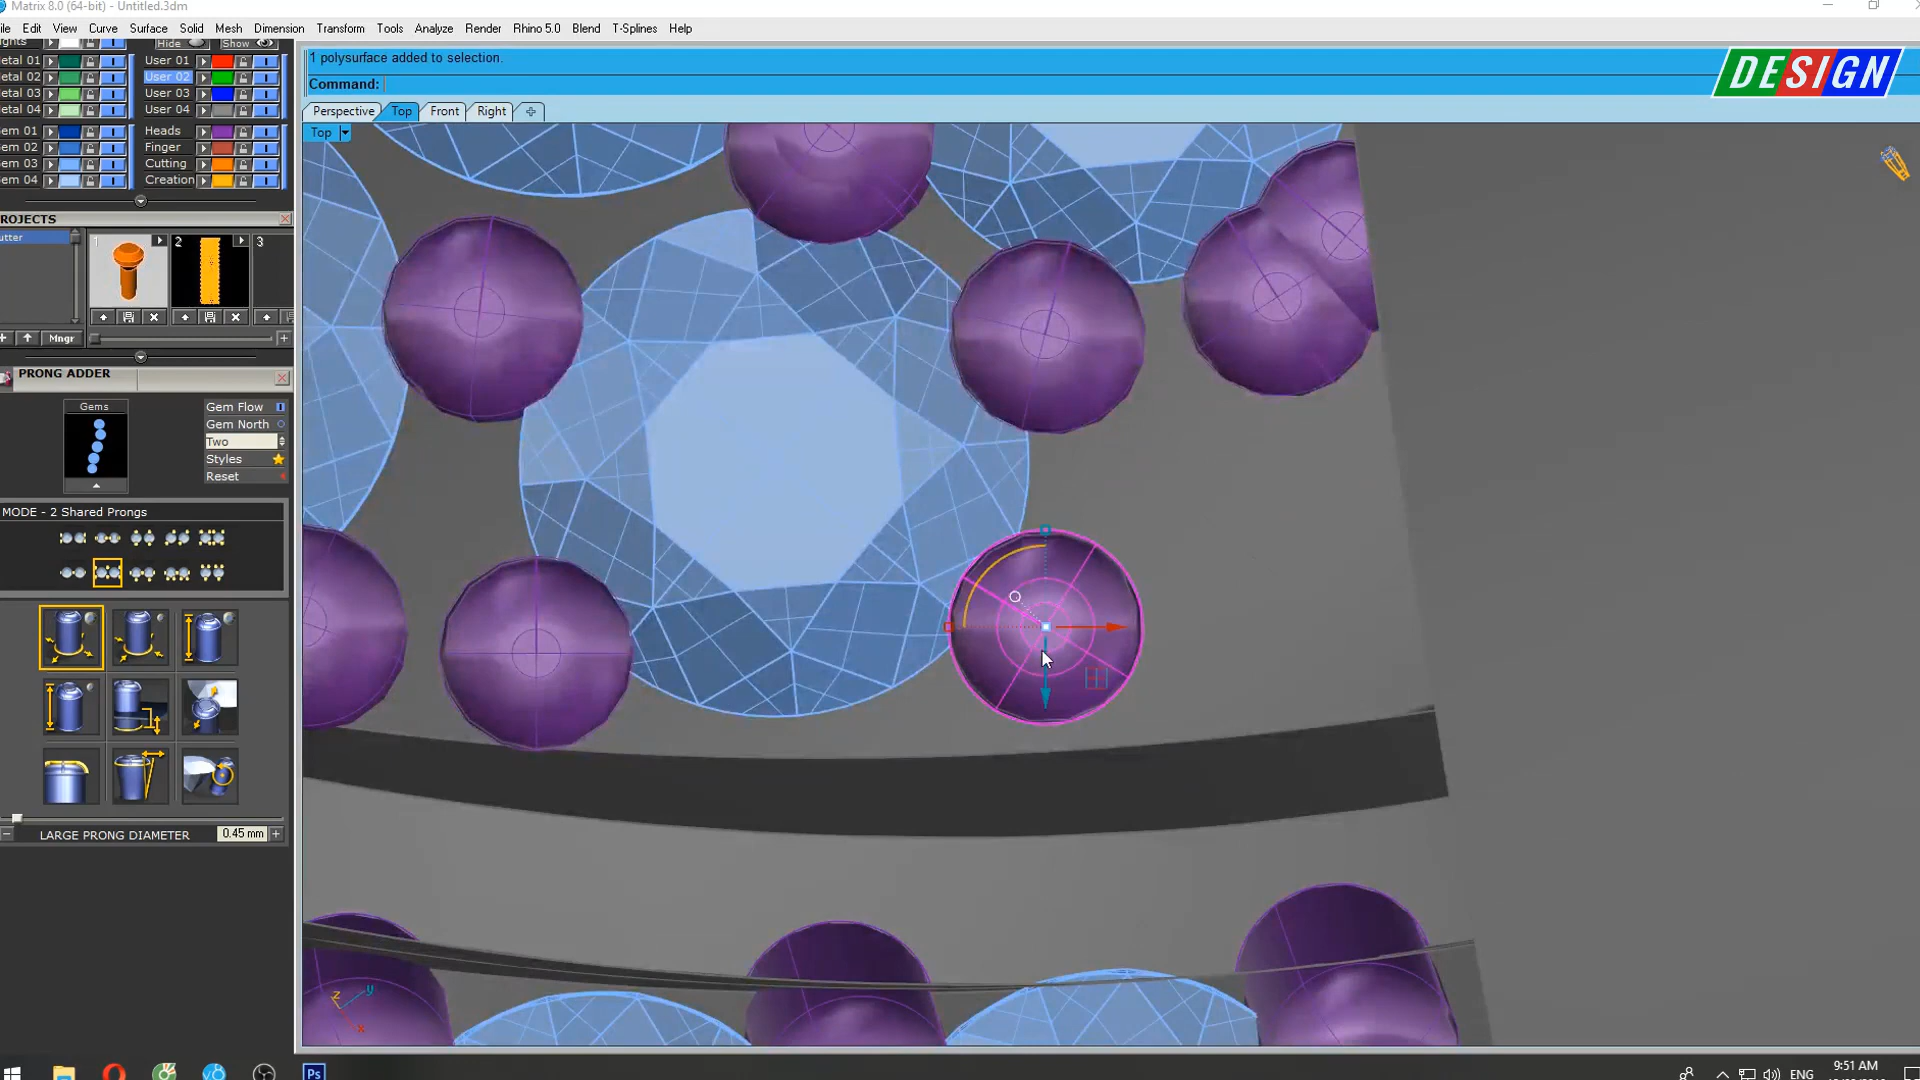 Matrix 8.0 (64-bit) - Untitled.3dm
ile Edit View Curve Surface Solid Mesh Dimension Transform Tools Analyze Render Rhino 5.0 Blend T-Splines Help
ights Hide Show
etal 01 User 01
etal 02 User 02
etal 03 User 03
etal 04 User 04
em 01 Heads
em 02 Finger
em 03 Cutting
em 04 Creation
1 polysurface added to selection.
Command:
DESIGN
Perspective Top Front Right
Top
ROJECTS
utter
1 2 3
Mngr
PRONG ADDER
Gems
Gem Flow
Gem North
Two
Styles
Reset
MODE - 2 Shared Prongs
LARGE PRONG DIAMETER 0.45 mm
z y x
Ps
ENG
9:51 AM